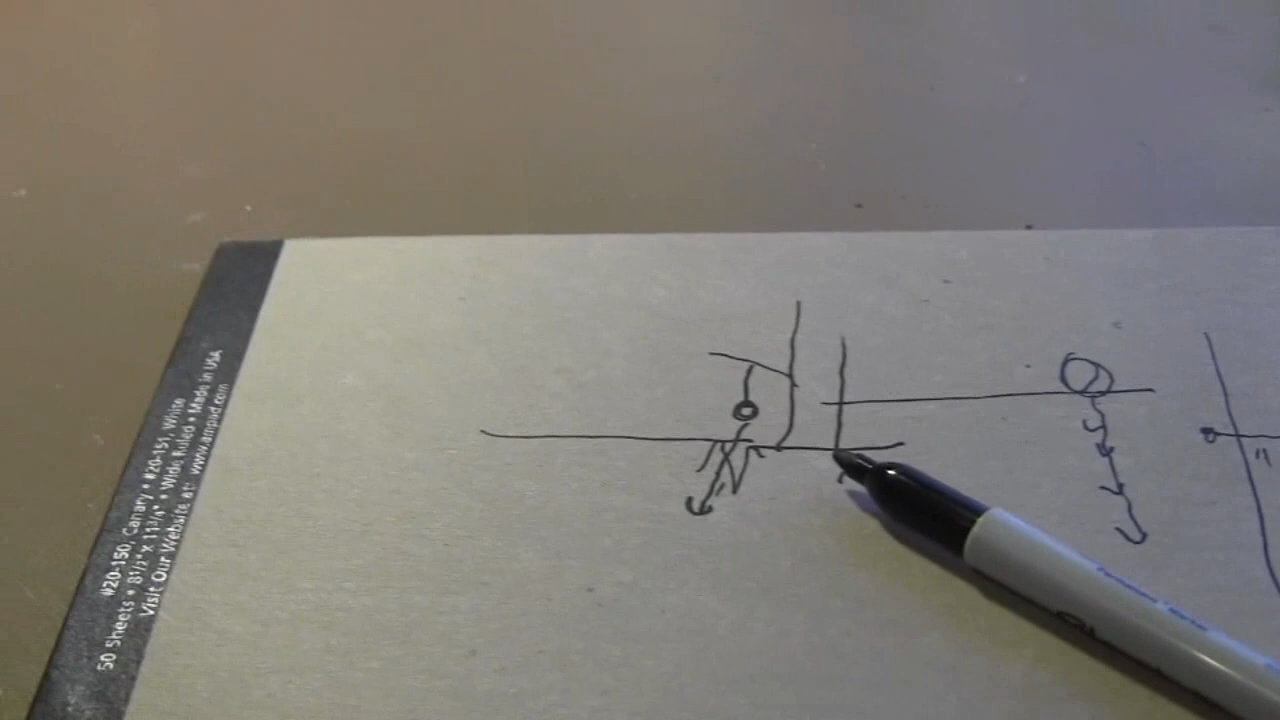 #20-150, Canary • #20-151, White
50 Sheets • 8½" x 11¾" • Wide Ruled • Made in USA
Visit Our Website at: www.ampad.com